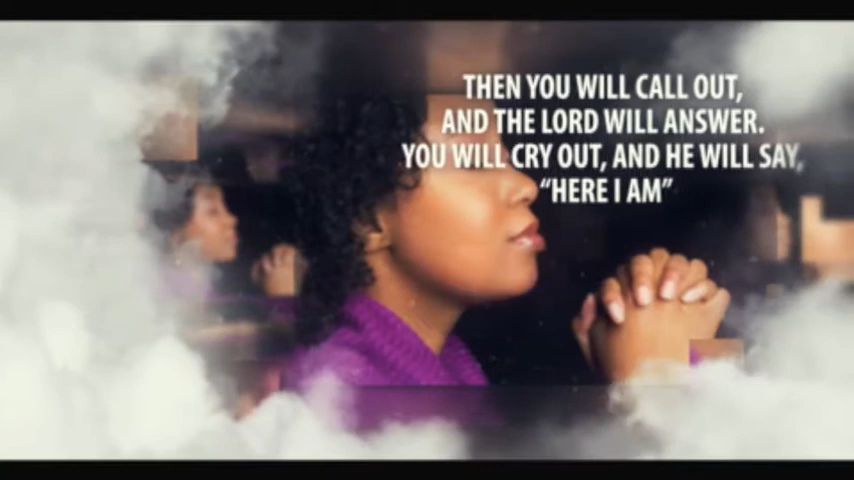 THEN YOU WILL CALL OUT,
AND THE LORD WILL ANSWER.
YOU WILL CRY OUT, AND HE WILL SAY,
“HERE I AM”